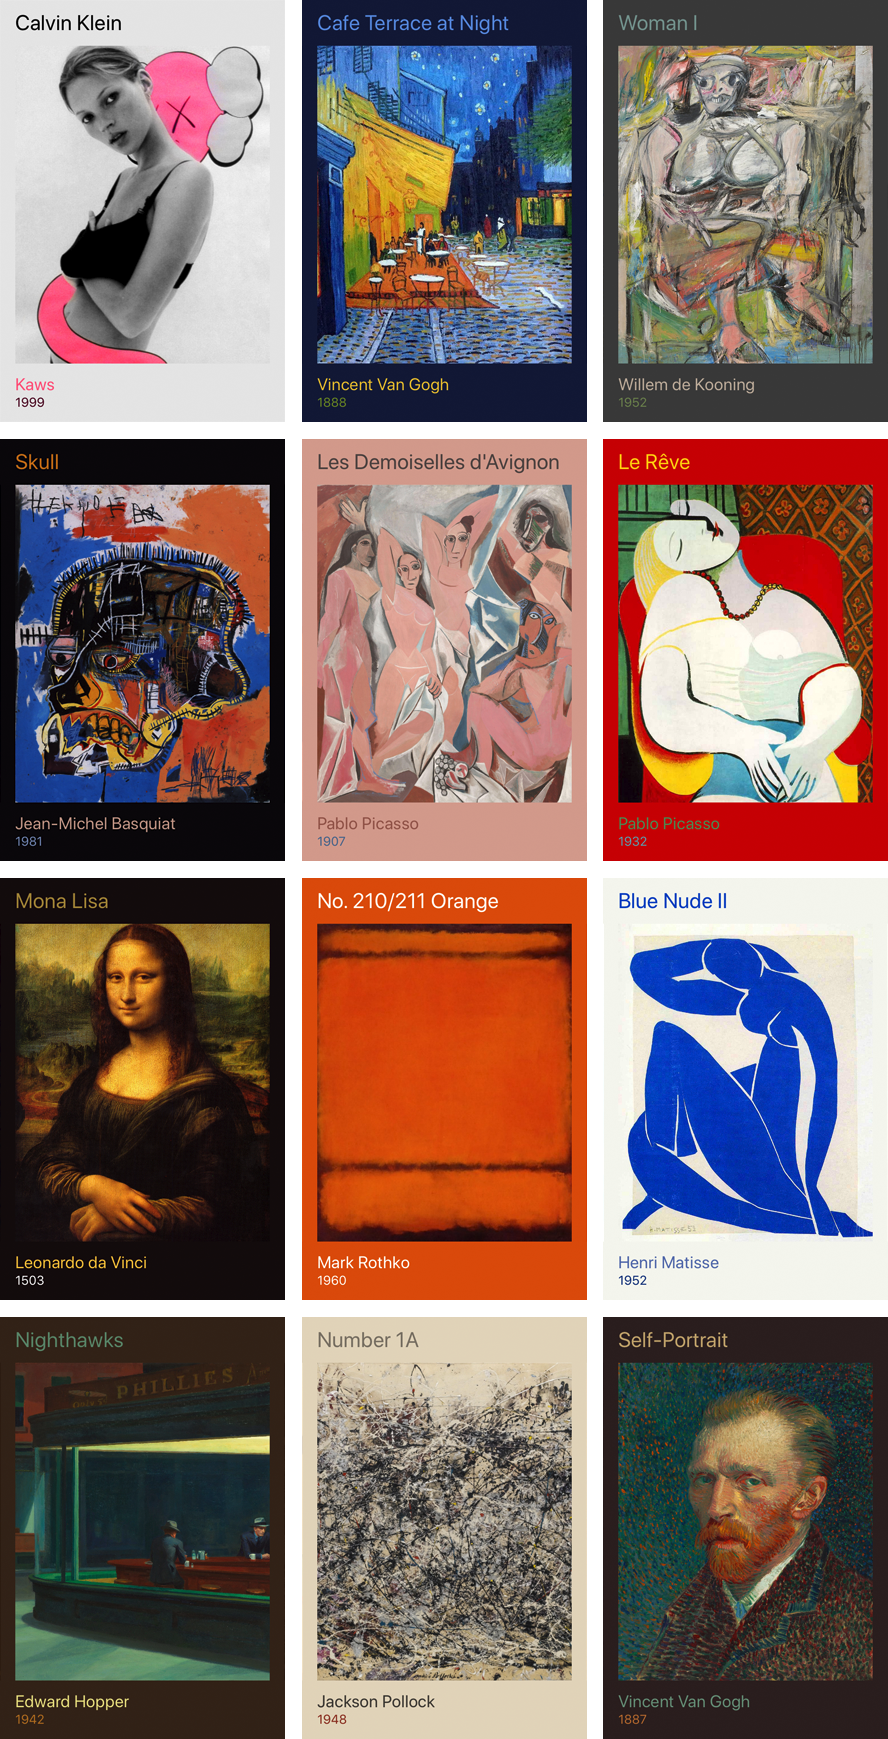 Calvin Klein
Kaws
1999
Cafe Terrace at Night
Vincent Van Gogh
1888
Woman I
Willem de Kooning
1952
Skull
Jean-Michel Basquiat
1981
Les Demoiselles d'Avignon
Pablo Picasso
1907
Le Rêve
Pablo Picasso
1932
Mona Lisa
Leonardo da Vinci
1503
No. 210/211 Orange
Mark Rothko
1960
Blue Nude II
H. MATISSE 52
Henri Matisse
1952
Nighthawks
PHILLIES
Edward Hopper
1942
Number 1A
Jackson Pollock
1948
Self-Portrait
Vincent Van Gogh
1887